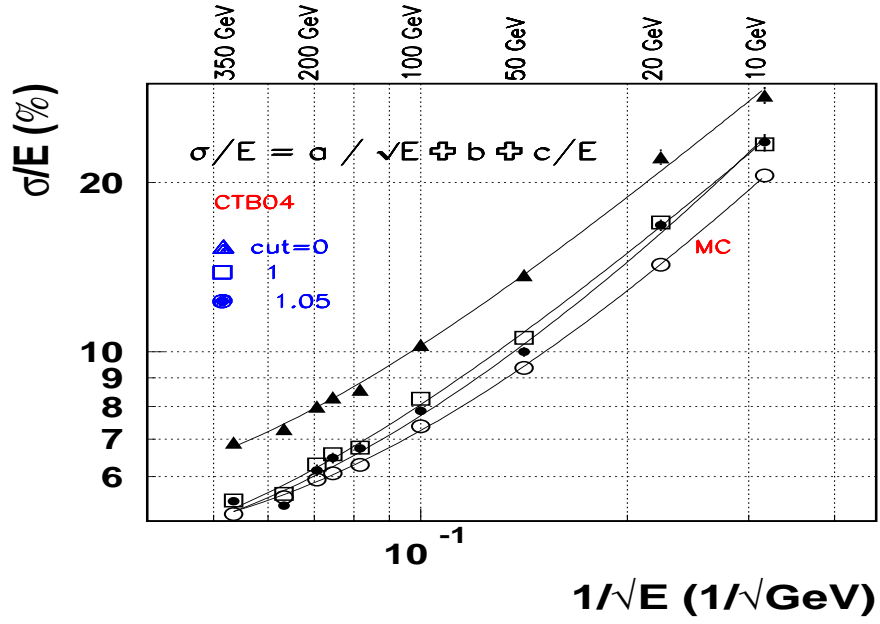 350 GeV 200 GeV 100 GeV 50 GeV 20 GeV 10 GeV
σ/E (%)
σ/E = a / √E ✚ b ✚ c/E
20
CTB04
MC
cut=0
1
1.05
10
9
8
7
6
10⁻¹
1/√E (1/√GeV)